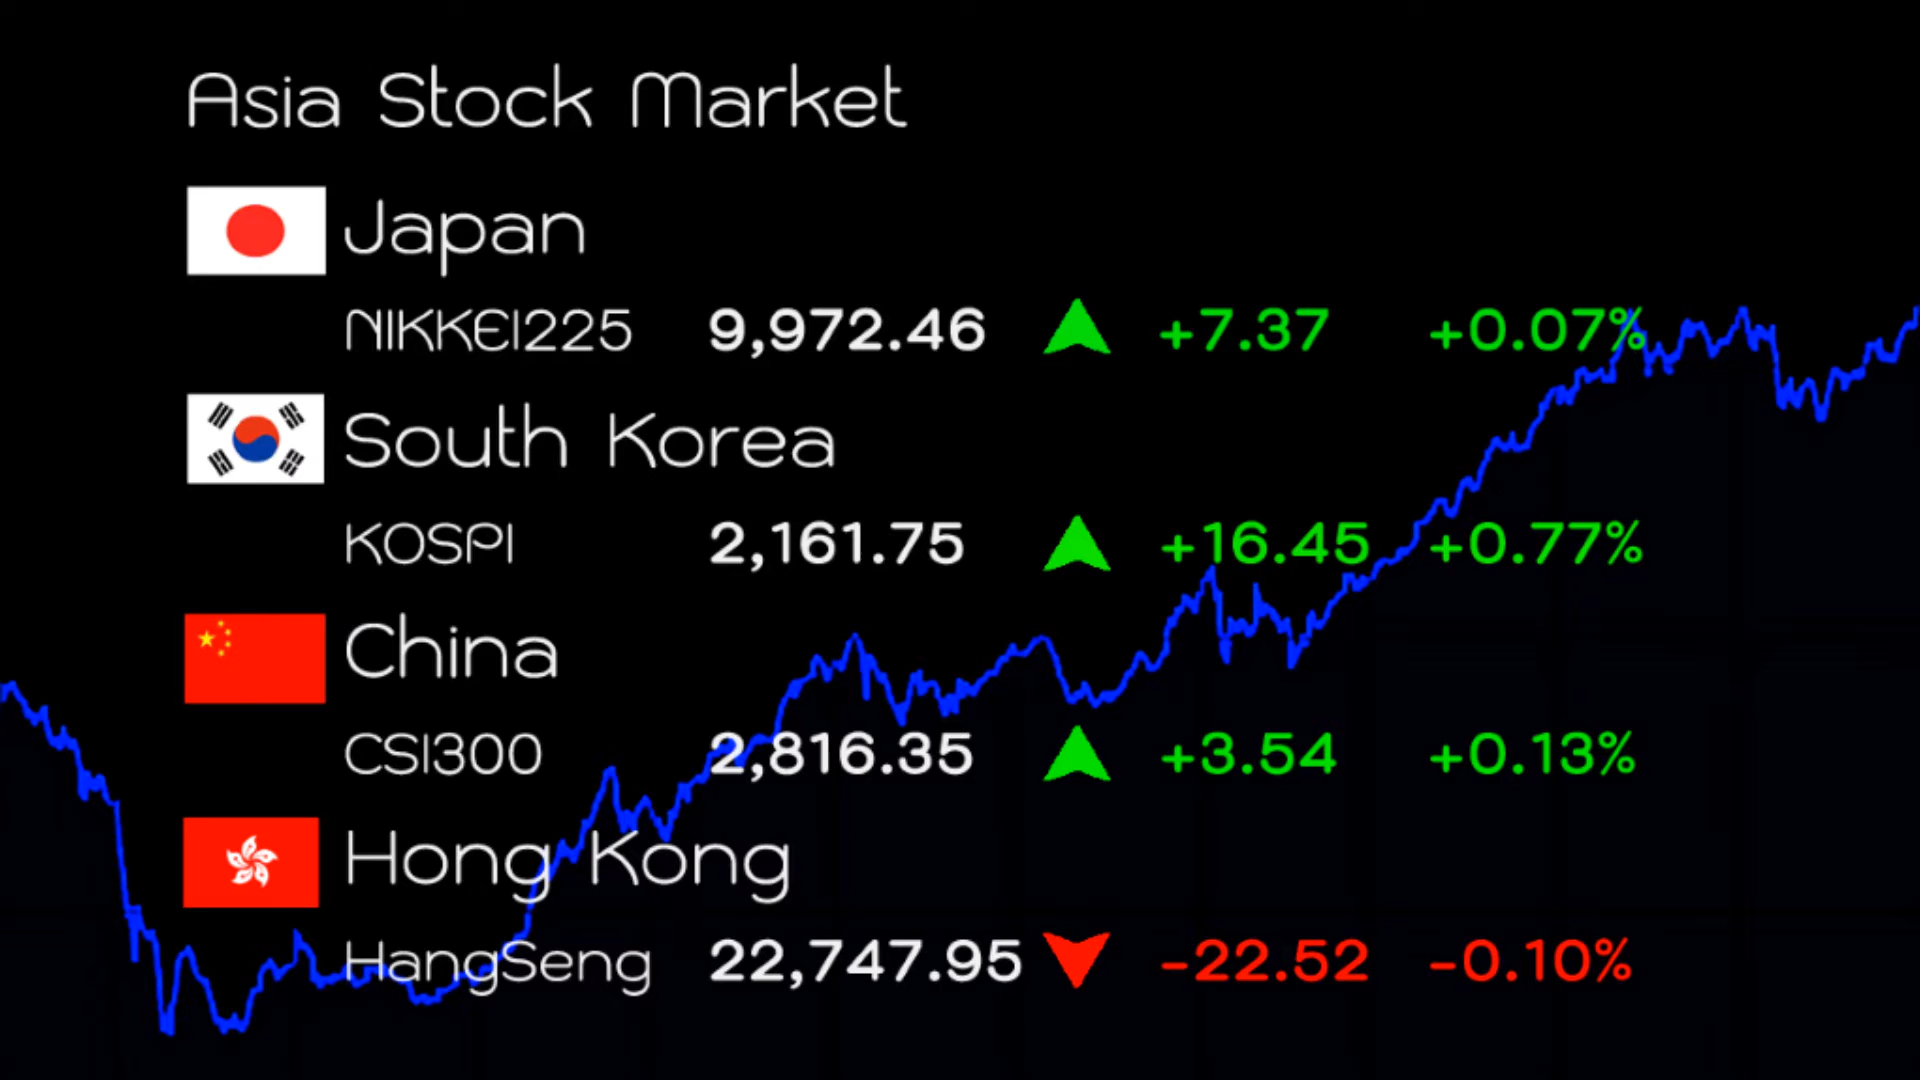 Asia Stock Market
Japan
NIKKEI225 9,972.46 +7.37 +0.07%
South Korea
KOSPI 2,161.75 +16.45 +0.77%
China
CSI300 2,816.35 +3.54 +0.13%
Hong Kong
HangSeng 22,747.95 -22.52 -0.10%